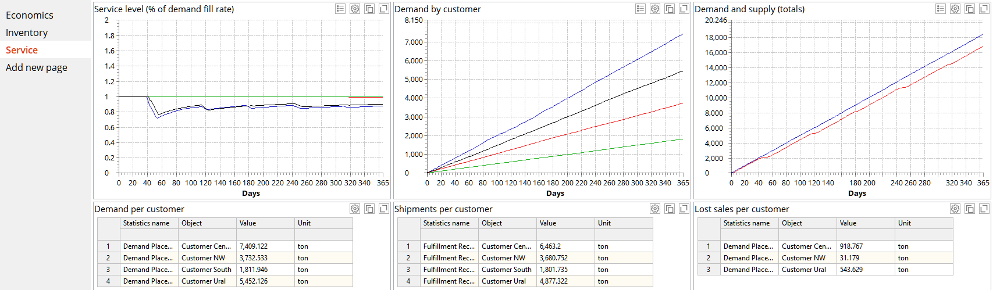 Economics
Inventory
Service
Add new page
Service level (% of demand fill rate)
2
1.8
1.6
1.4
1.2
1
0.8
0.6
0.4
0.2
0
0 20 40 60 80 100 120 140 160 180 200 220 240 260 280 300 320 340 365
Days
Demand by customer
8,150
7,000
6,000
5,000
4,000
3,000
2,000
1,000
0
0 20 40 60 80 100 120 140 160 180 200 220 240 260 280 300 320 340 365
Days
Demand and supply (totals)
20,246
18,000
16,000
14,000
12,000
10,000
8,000
6,000
4,000
2,000
0
0 20 40 60 80 100 120 140 180 200 240 260 280 320 340 365
Days
Demand per customer
Statistics name Object Value Unit
1 Demand Place... Customer Cen... 7,409.122 ton
2 Demand Place... Customer NW 3,732.533 ton
3 Demand Place... Customer South 1,811.946 ton
4 Demand Place... Customer Ural 5,452.126 ton
Shipments per customer
Statistics name Object Value Unit
1 Fulfillment Rec... Customer Cen... 6,463.2 ton
2 Fulfillment Rec... Customer NW 3,680.752 ton
3 Fulfillment Rec... Customer South 1,801.735 ton
4 Fulfillment Rec... Customer Ural 4,877.322 ton
Lost sales per customer
Statistics name Object Value Unit
1 Demand Place... Customer Cen... 918.767 ton
2 Demand Place... Customer NW 31.179 ton
3 Demand Place... Customer Ural 543.629 ton